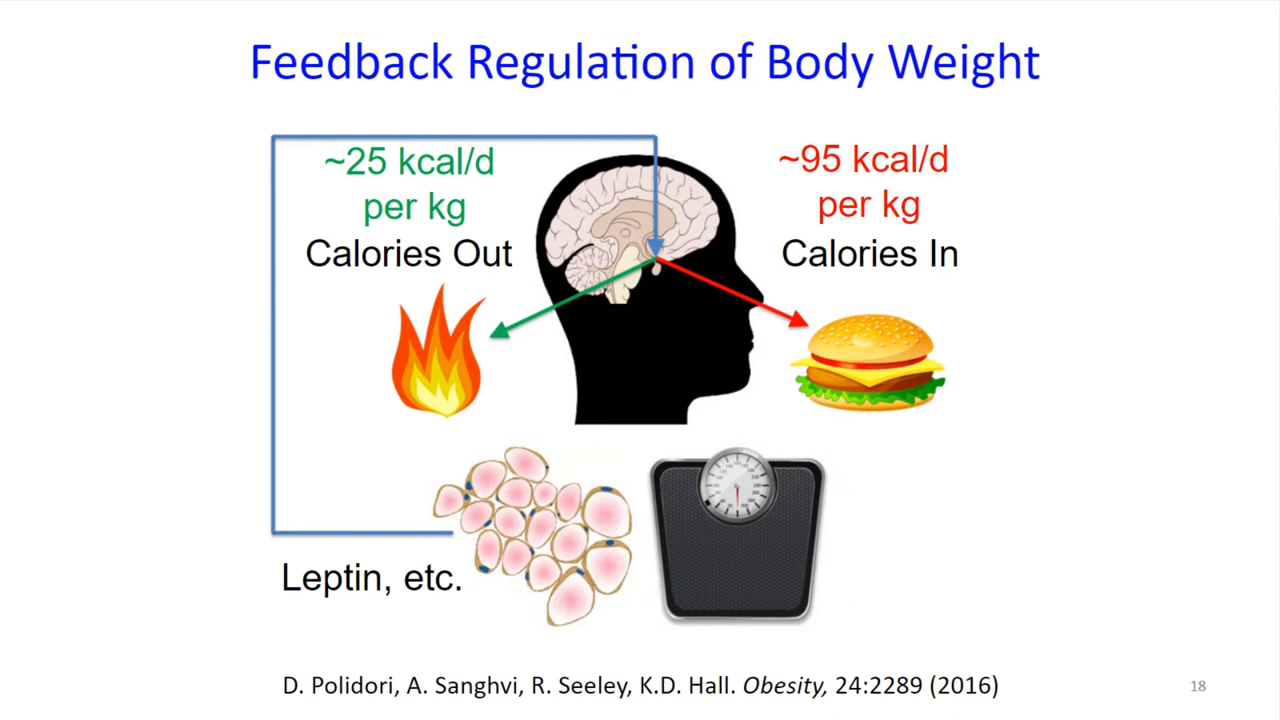 Feedback Regulation of Body Weight
~25 kcal/d
per kg
Calories Out
~95 kcal/d
per kg
Calories In
Leptin, etc.
D. Polidori, A. Sanghvi, R. Seeley, K.D. Hall. Obesity, 24:2289 (2016)
18